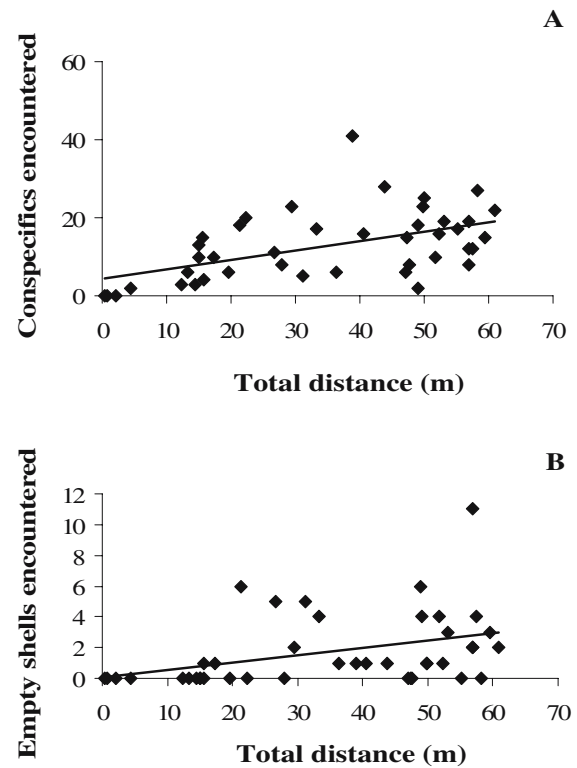 A
Conspecifics encountered
60
40
20
0
0 10 20 30 40 50 60 70
Total distance (m)
B
Empty shells encountered
12
10
8
6
4
2
0
0 10 20 30 40 50 60 70
Total distance (m)